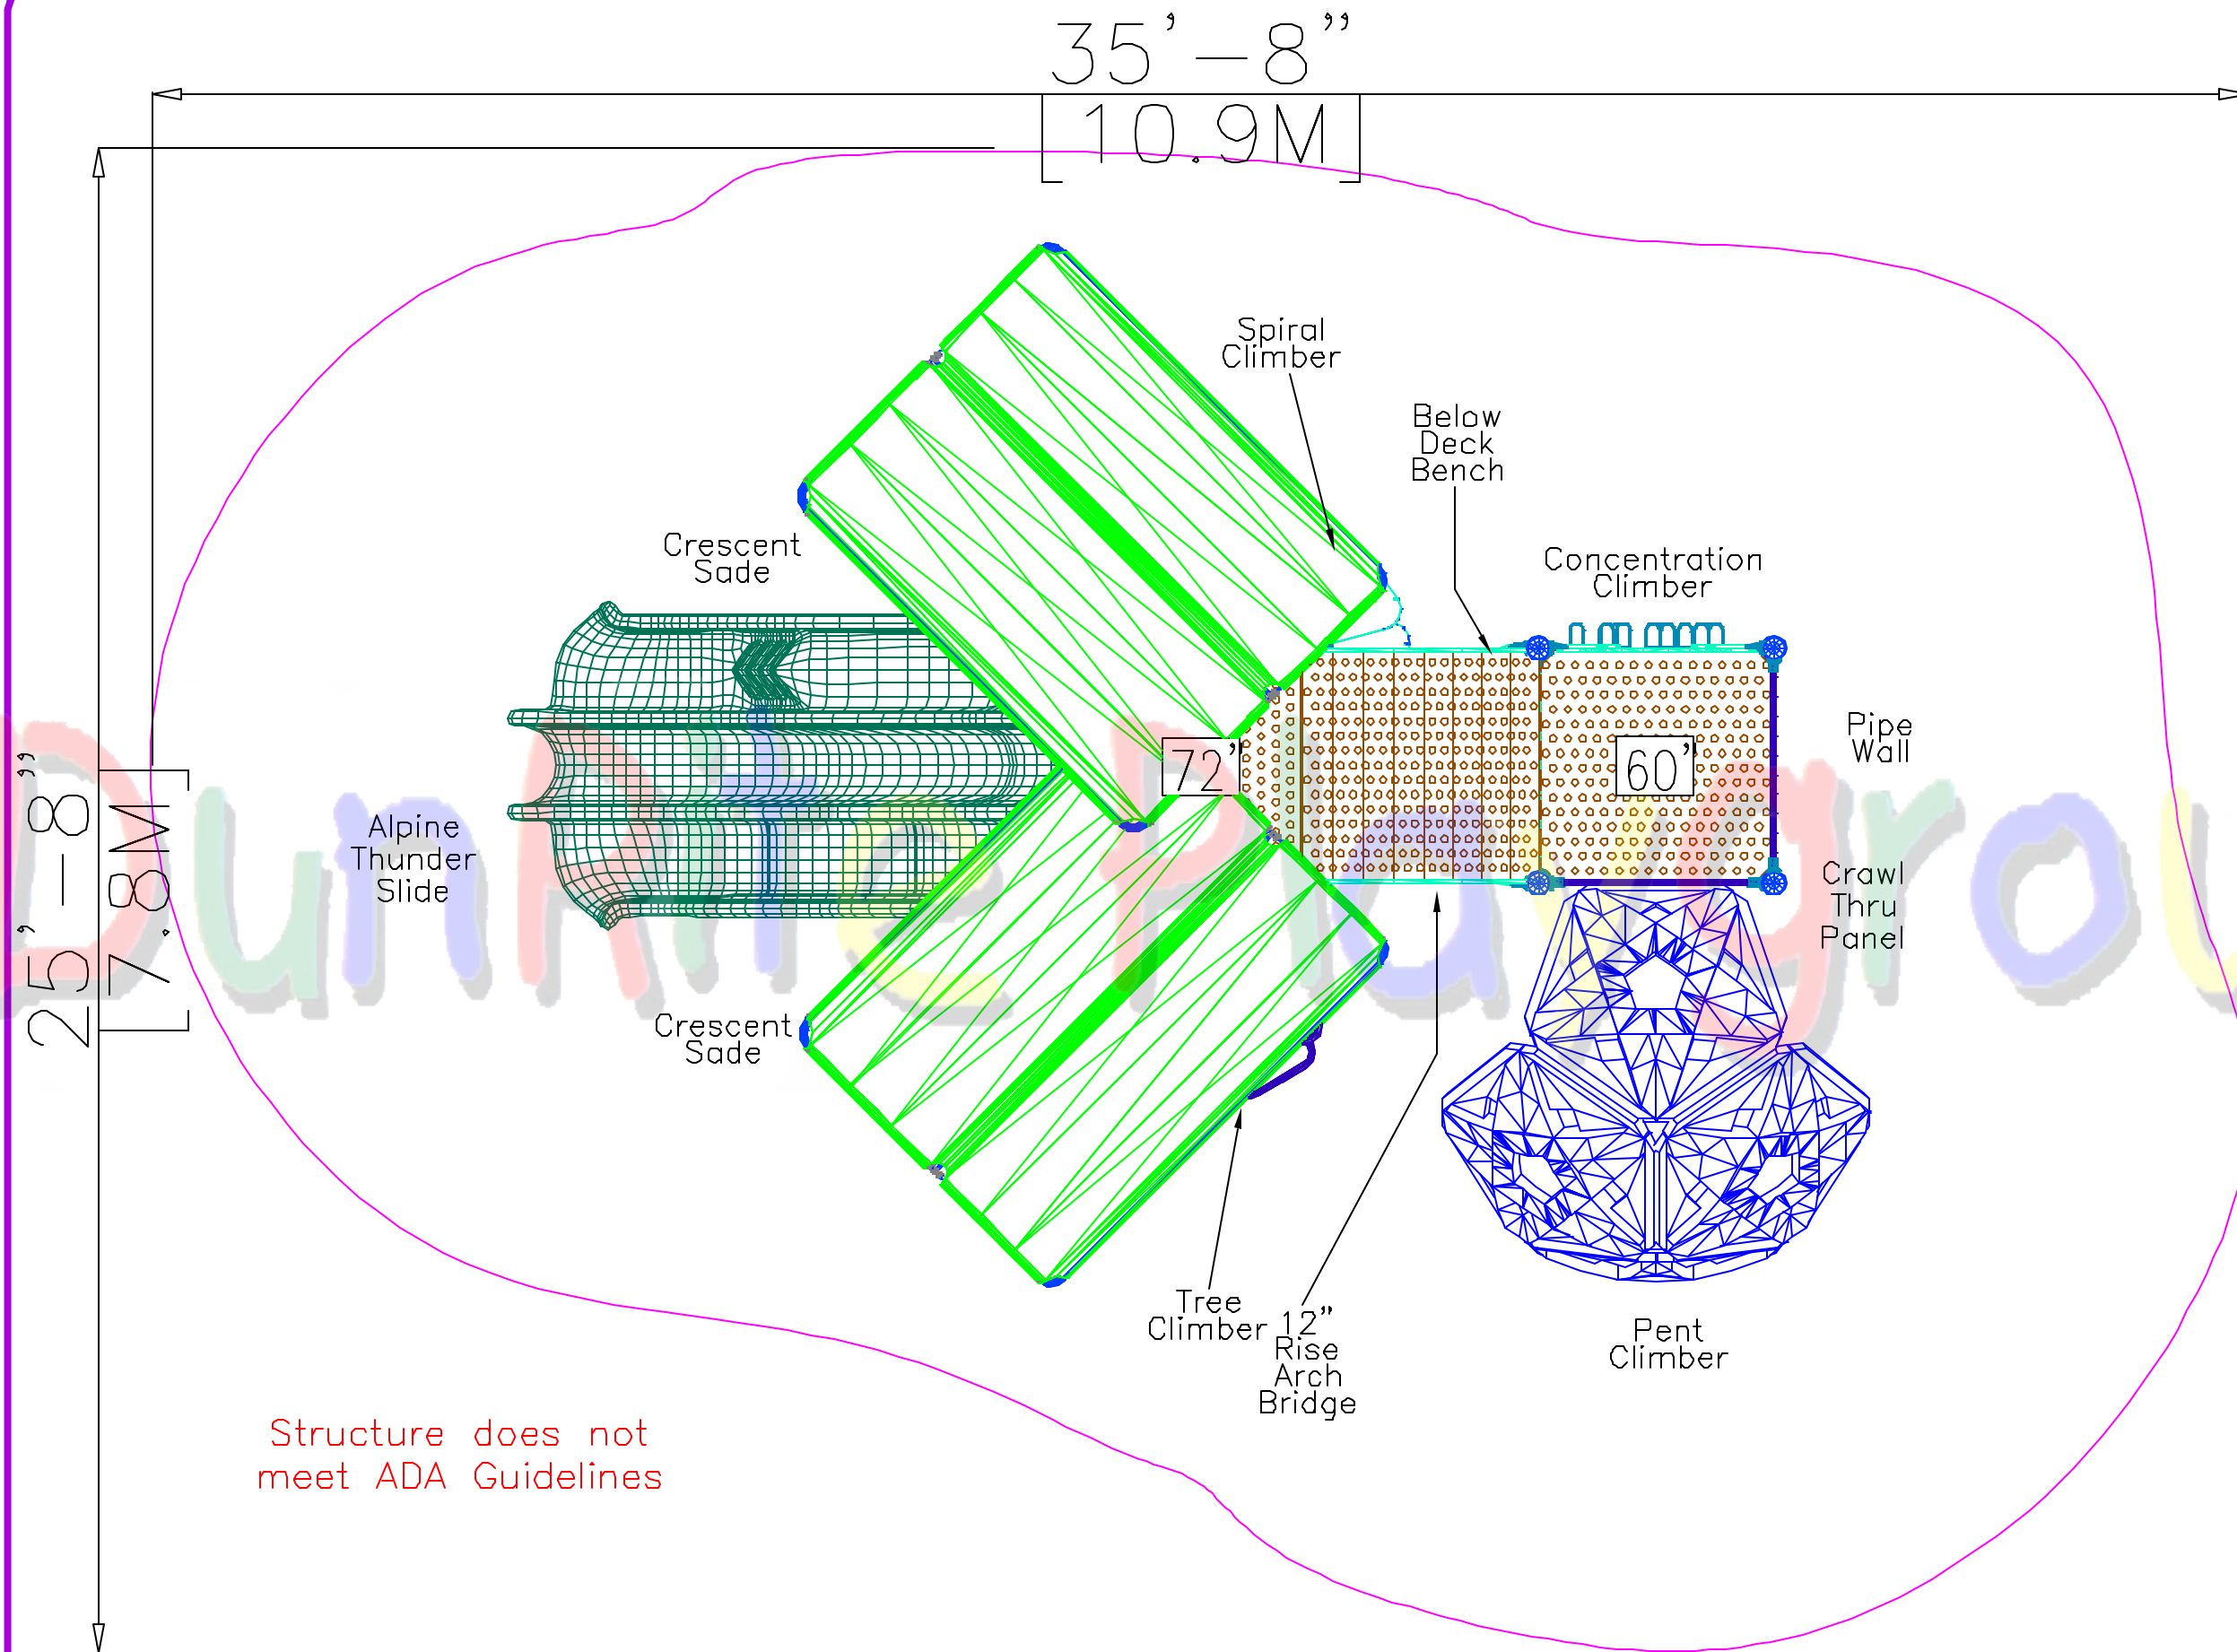 35'-8"
[10.9M]
Spiral
Climber
Below
Deck
Bench
Crescent
Sade
Concentration
Climber
Pipe
Wall
72"
60"
25'-8"
[7.8M]
Alpine
Thunder
Slide
Crawl
Thru
Panel
Crescent
Sade
Tree
Climber
12"
Rise
Arch
Bridge
Pent
Climber
Structure does not
meet ADA Guidelines